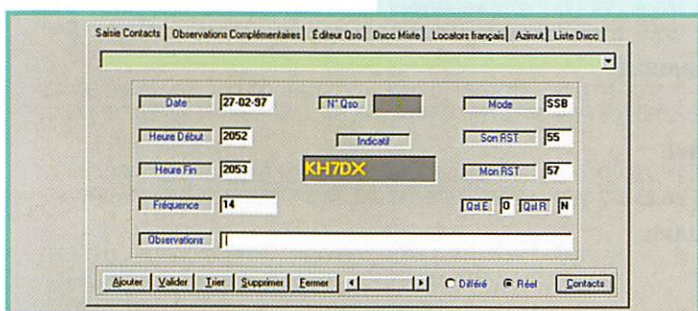 Saisie Contacts Observations Complémentaires Éditeur Qso Dxcc Mixte Locators français Azimut Liste Dxcc
Date 27-02-97 N° Qso Mode SSB
Heure Début 2052 Indicatif Son RST 55
Heure Fin 2053 KH7DX Mon RST 57
Fréquence 14 Qsl E O Qsl R N
Observations
Ajouter Valider Trier Supprimer Fermer Différé Réel Contacts